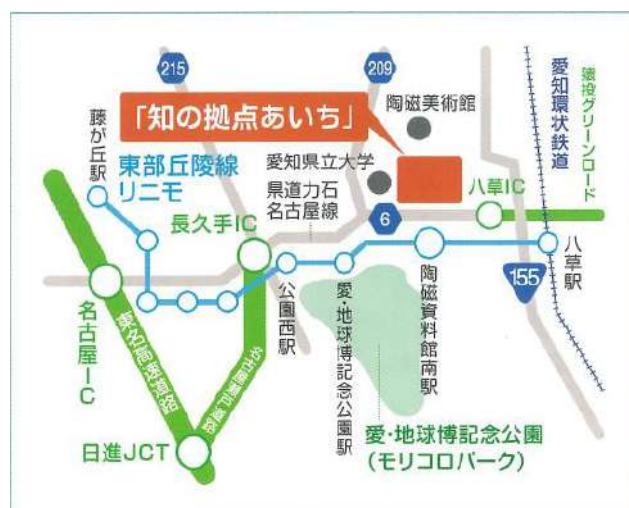 215
209
陶磁美術館
「知の拠点あいち」
藤が丘駅
東部丘陵線
リニモ
愛知県立大学
県道力石
名古屋線
6
八草IC
愛知環状鉄道
猿投グリーンロード
長久手IC
公園西駅
愛・地球博記念公園駅
陶磁資料館南駅
155
八草駅
名古屋IC
東名高速道路
名古屋瀬戸道路
日進JCT
愛・地球博記念公園
（モリコロパーク）